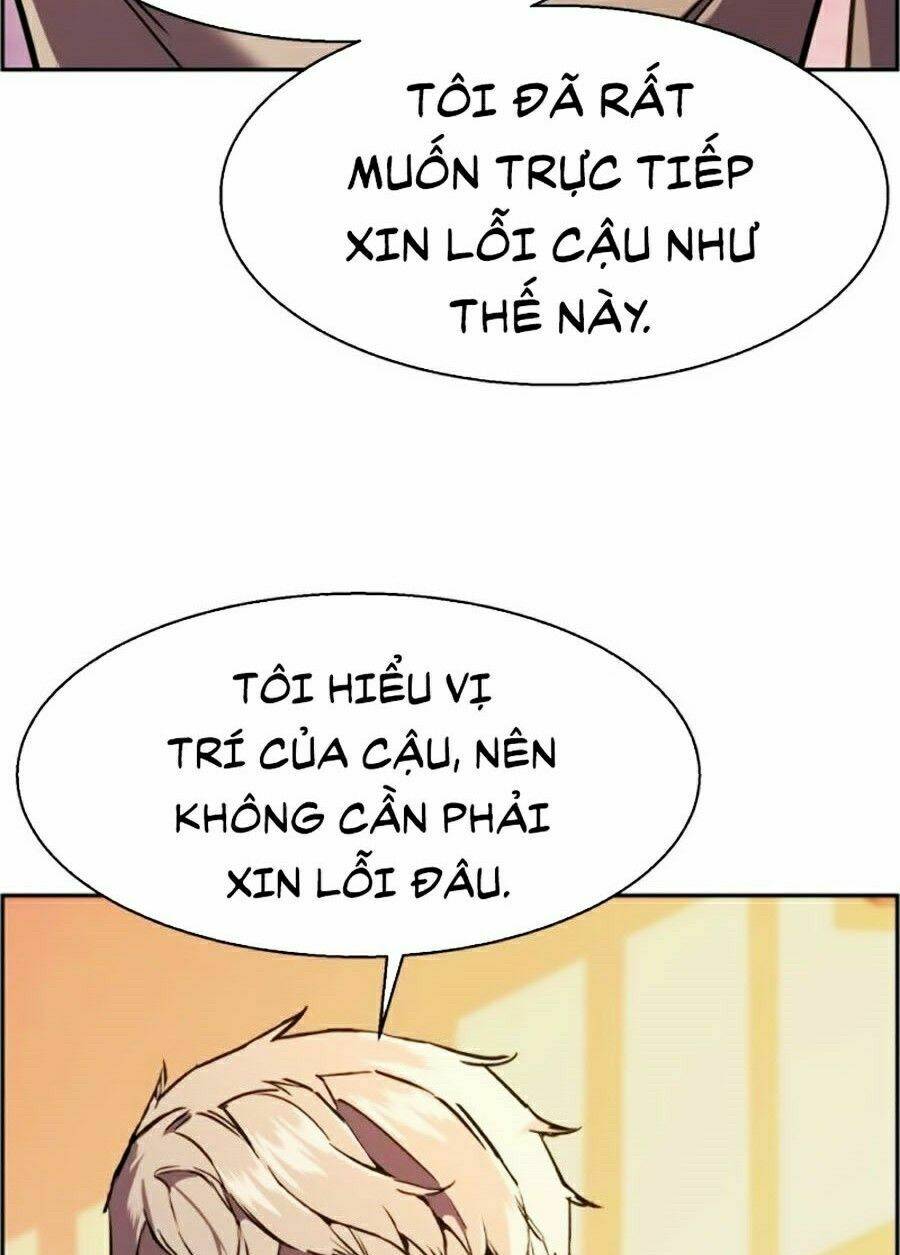 TÔI ĐÃ RẤT
MUỐN TRỰC TIẾP
XIN LỖI CẬU NHƯ
THẾ NÀY.
TÔI HIỂU VỊ
TRÍ CỦA CẬU, NÊN
KHÔNG CẦN PHẢI
XIN LỖI ĐÂU.